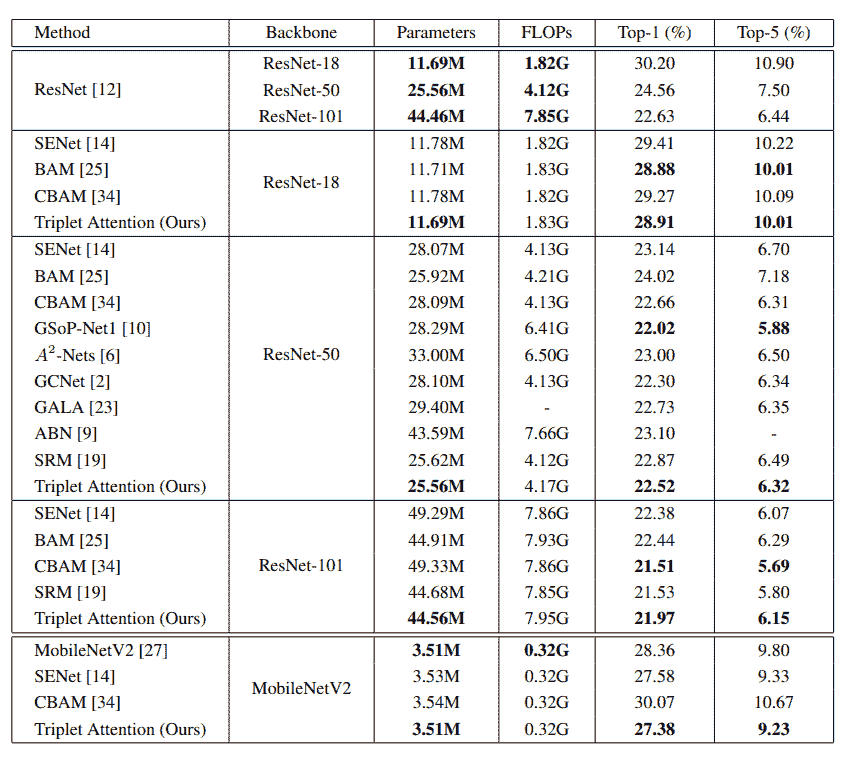 Method Backbone Parameters FLOPs Top-1 (%) Top-5 (%)
ResNet [12] ResNet-18 11.69M 1.82G 30.20 10.90
ResNet-50 25.56M 4.12G 24.56 7.50
ResNet-101 44.46M 7.85G 22.63 6.44
SENet [14] ResNet-18 11.78M 1.82G 29.41 10.22
BAM [25] 11.71M 1.83G 28.88 10.01
CBAM [34] 11.78M 1.82G 29.27 10.09
Triplet Attention (Ours) 11.69M 1.83G 28.91 10.01
SENet [14] ResNet-50 28.07M 4.13G 23.14 6.70
BAM [25] 25.92M 4.21G 24.02 7.18
CBAM [34] 28.09M 4.13G 22.66 6.31
GSoP-Net1 [10] 28.29M 6.41G 22.02 5.88
A²-Nets [6] 33.00M 6.50G 23.00 6.50
GCNet [2] 28.10M 4.13G 22.30 6.34
GALA [23] 29.40M - 22.73 6.35
ABN [9] 43.59M 7.66G 23.10 -
SRM [19] 25.62M 4.12G 22.87 6.49
Triplet Attention (Ours) 25.56M 4.17G 22.52 6.32
SENet [14] ResNet-101 49.29M 7.86G 22.38 6.07
BAM [25] 44.91M 7.93G 22.44 6.29
CBAM [34] 49.33M 7.86G 21.51 5.69
SRM [19] 44.68M 7.85G 21.53 5.80
Triplet Attention (Ours) 44.56M 7.95G 21.97 6.15
MobileNetV2 [27] MobileNetV2 3.51M 0.32G 28.36 9.80
SENet [14] 3.53M 0.32G 27.58 9.33
CBAM [34] 3.54M 0.32G 30.07 10.67
Triplet Attention (Ours) 3.51M 0.32G 27.38 9.23